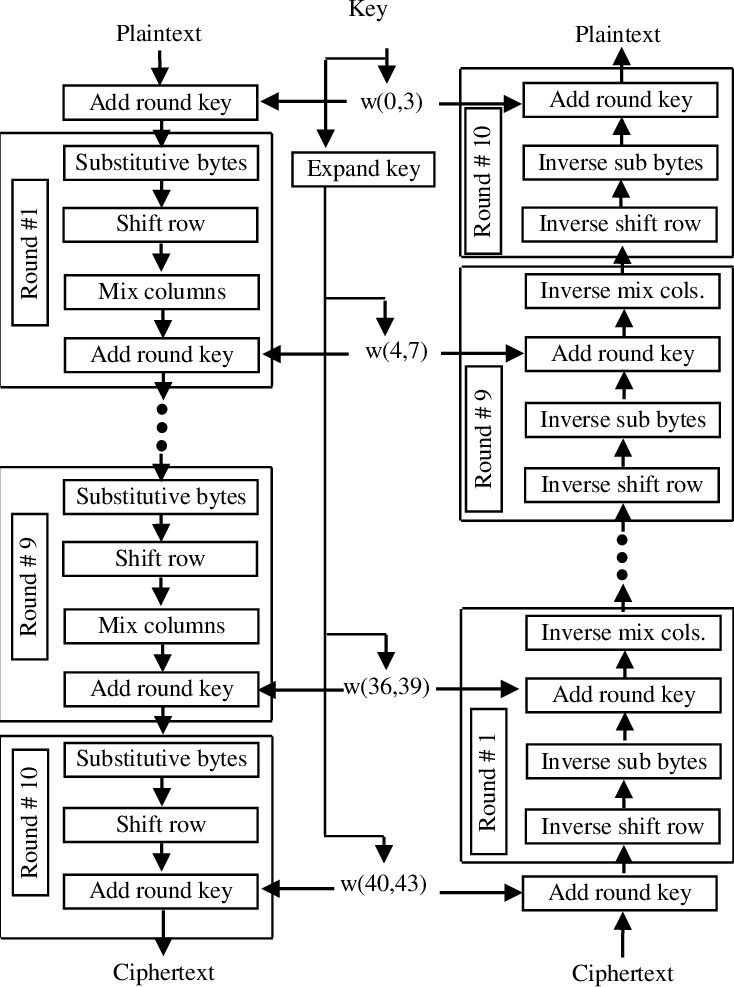 Key
Plaintext
Plaintext
Add round key
w(0,3)
Add round key
Round #1
Substitutive bytes
Shift row
Mix columns
Add round key
Expand key
Round # 10
Inverse sub bytes
Inverse shift row
w(4,7)
Round # 9
Inverse mix cols.
Add round key
Inverse sub bytes
Inverse shift row
Round # 9
Substitutive bytes
Shift row
Mix columns
Add round key
w(36,39)
Round # 1
Inverse mix cols.
Add round key
Inverse sub bytes
Inverse shift row
Round # 10
Substitutive bytes
Shift row
Add round key
w(40,43)
Add round key
Ciphertext
Ciphertext